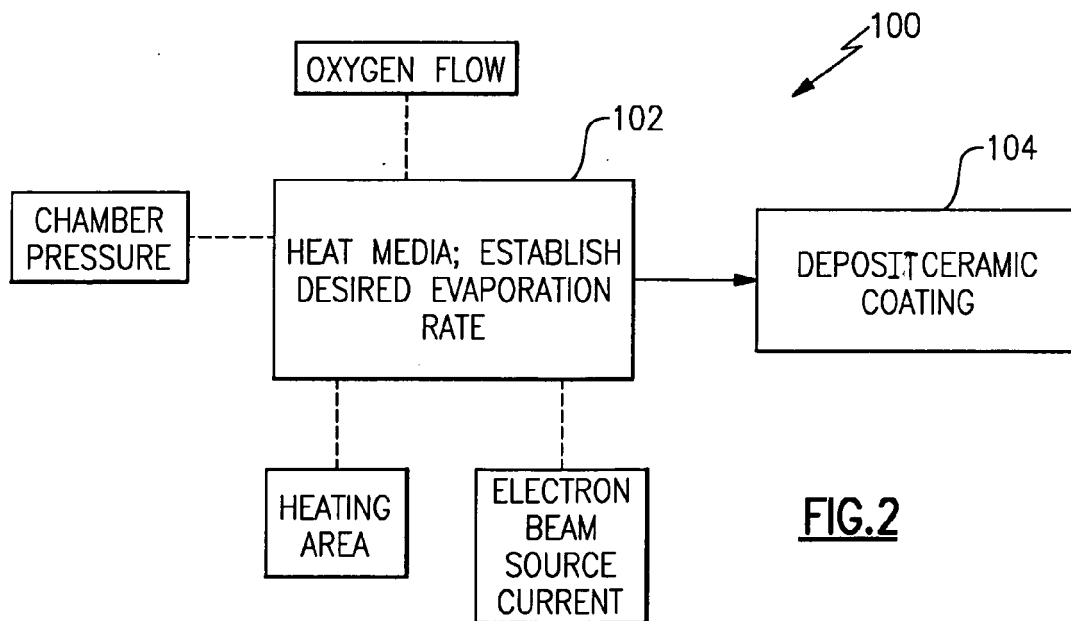 100
OXYGEN FLOW
102
104
CHAMBER
PRESSURE
HEAT MEDIA; ESTABLISH
DESIRED EVAPORATION
RATE
DEPOSIT CERAMIC
COATING
HEATING
AREA
ELECTRON
BEAM
SOURCE
CURRENT
FIG.2